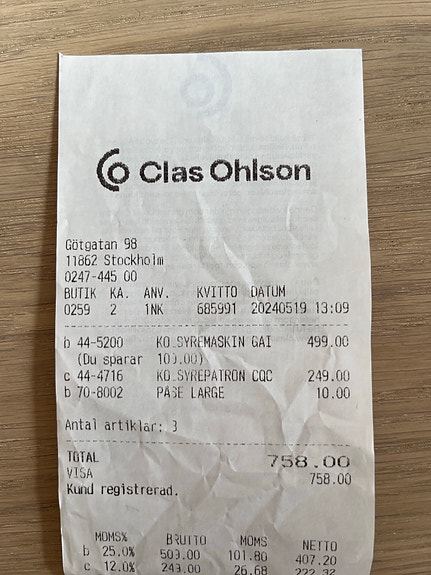 Clas Ohlson
Götgatan 98
11862 Stockholm
0247-445 00
BUTIK KA. ANV. KVITTO DATUM
0259 2 1NK 685991 20240519 13:09
b 44-5200 KO.SYREMASKIN GAI 499.00
(Du sparar 100.00)
c 44-4716 KO.SYREPATRON CQC 249.00
b 70-8002 PÅSE LARGE 10.00
Antal artiklar: 3
TOTAL 758.00
VISA 758.00
Kund registrerad.
MOMS% BRUTTO MOMS NETTO
b 25.0% 509.00 101.80 407.20
c 12.0% 249.00 26.68 222.32